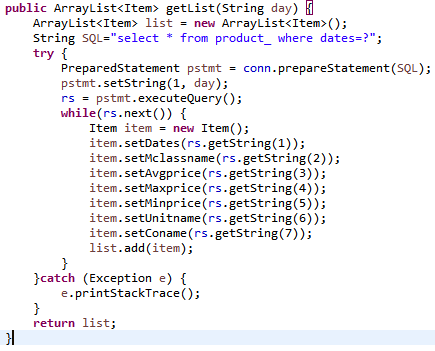 public ArrayList<Item> getList(String day) {
ArrayList<Item> list = new ArrayList<Item>();
String SQL="select * from product_ where dates=?";
try {
PreparedStatement pstmt = conn.prepareStatement(SQL);
pstmt.setString(1, day);
rs = pstmt.executeQuery();
while(rs.next()) {
Item item = new Item();
item.setDates(rs.getString(1));
item.setMclassname(rs.getString(2));
item.setAvgprice(rs.getString(3));
item.setMaxprice(rs.getString(4));
item.setMinprice(rs.getString(5));
item.setUnitname(rs.getString(6));
item.setConame(rs.getString(7));
list.add(item);
}
}catch (Exception e) {
e.printStackTrace();
}
return list;
}